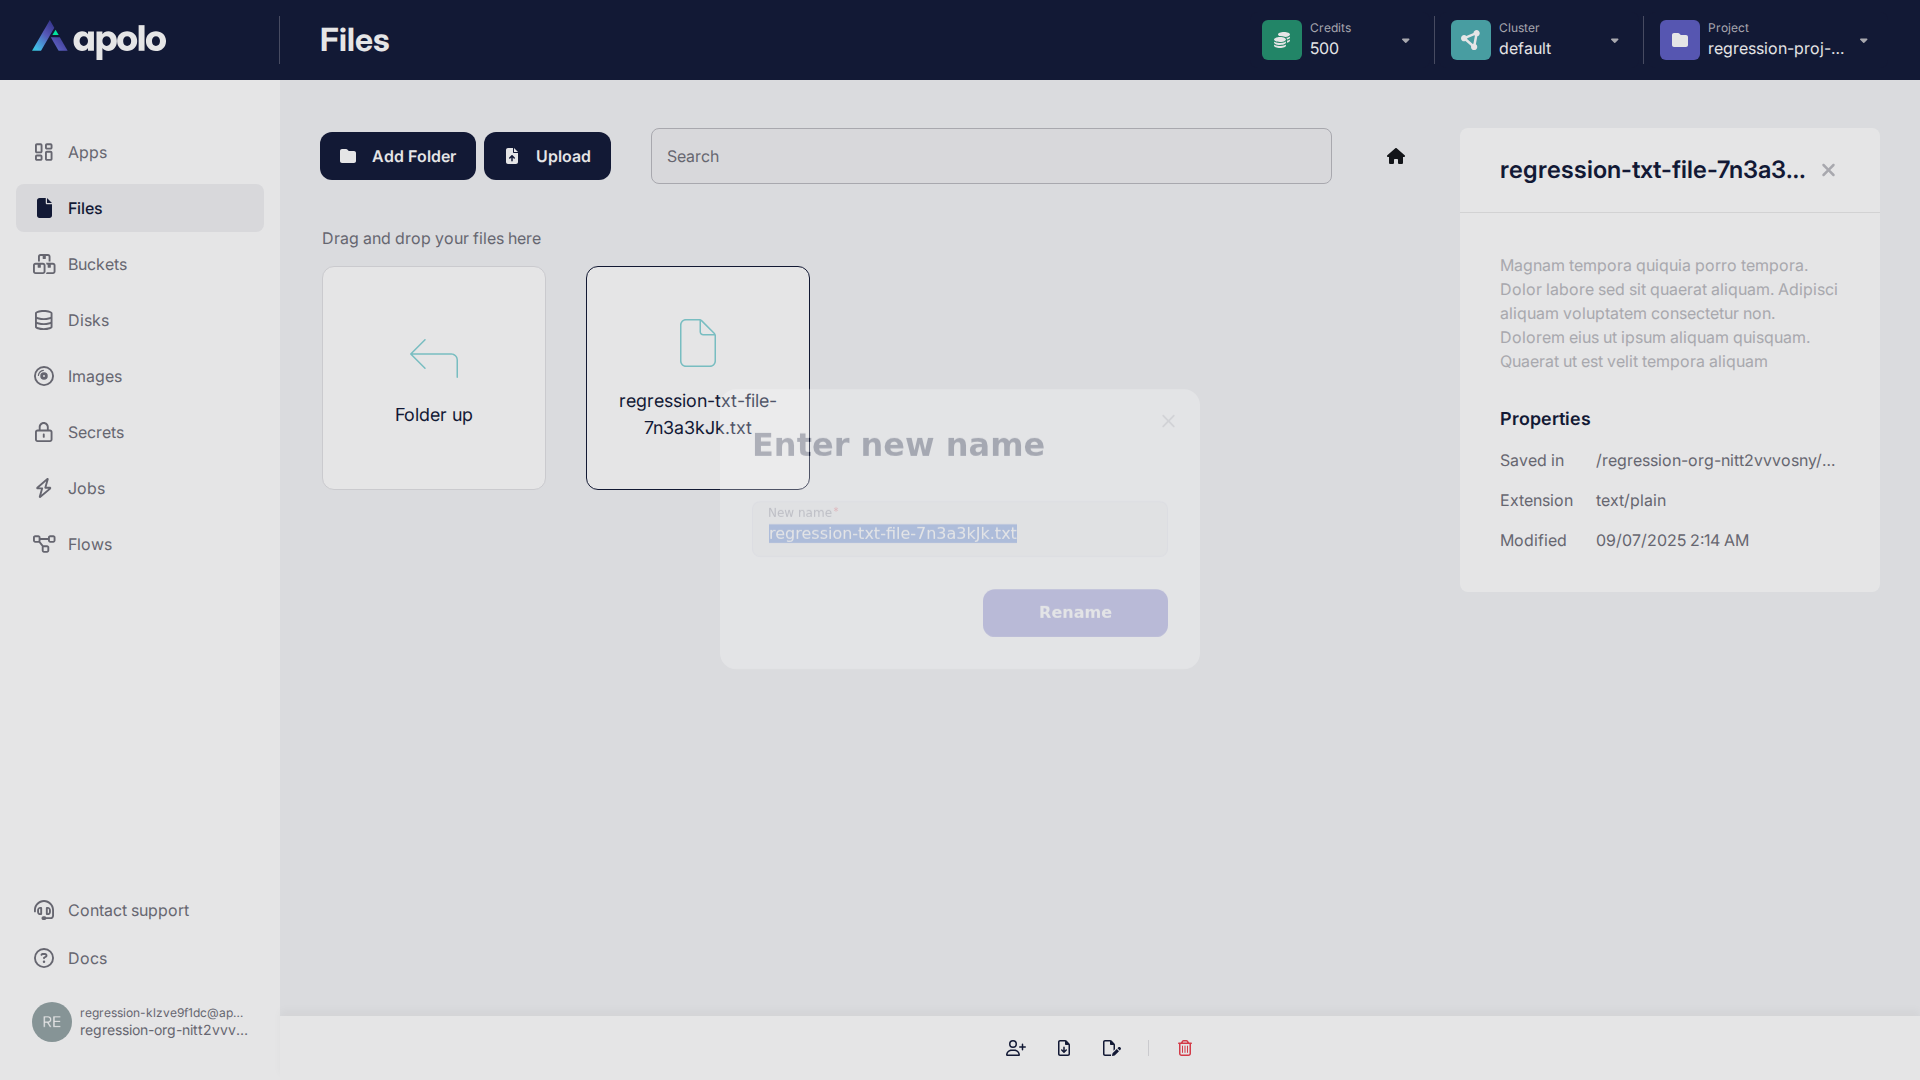 apolo
Files
Credits
500
Cluster
default
Project
regression-proj-...
Apps
Files
Buckets
Disks
Images
Secrets
Jobs
Flows
Contact support
Docs
RE
regression-klzve9f1dc@ap...
regression-org-nitt2vvv...
Add Folder
Upload
Search
Drag and drop your files here
Folder up
regression-txt-file-
7n3a3kJk.txt
Enter new name
New name*
regression-txt-file-7n3a3kJk.txt
Rename
regression-txt-file-7n3a3...
Magnam tempora quiquia porro tempora.
Dolor labore sed sit quaerat aliquam. Adipisci
aliquam voluptatem consectetur non.
Dolorem eius ut ipsum aliquam quisquam.
Quaerat ut est velit tempora aliquam
Properties
Saved in /regression-org-nitt2vvvosny/...
Extension text/plain
Modified 09/07/2025 2:14 AM